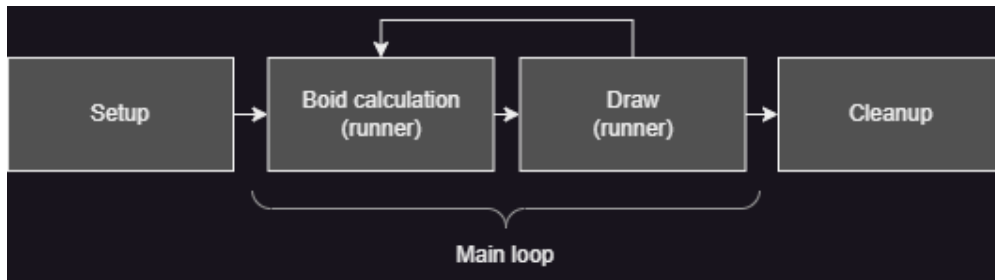 Setup
Boid calculation
(runner)
Draw
(runner)
Cleanup
Main loop